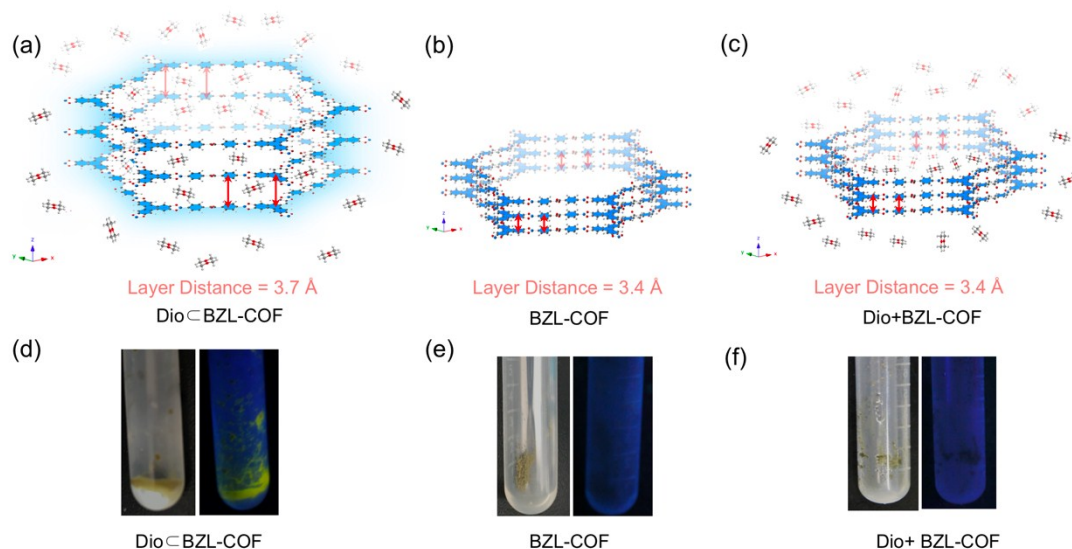 (a)
(b)
(c)
z
y
x
z
y
x
z
y
x
Layer Distance = 3.7 Å
Layer Distance = 3.4 Å
Layer Distance = 3.4 Å
Dio⊂BZL-COF
BZL-COF
Dio+BZL-COF
(d)
(e)
(f)
Dio⊂BZL-COF
BZL-COF
Dio+ BZL-COF